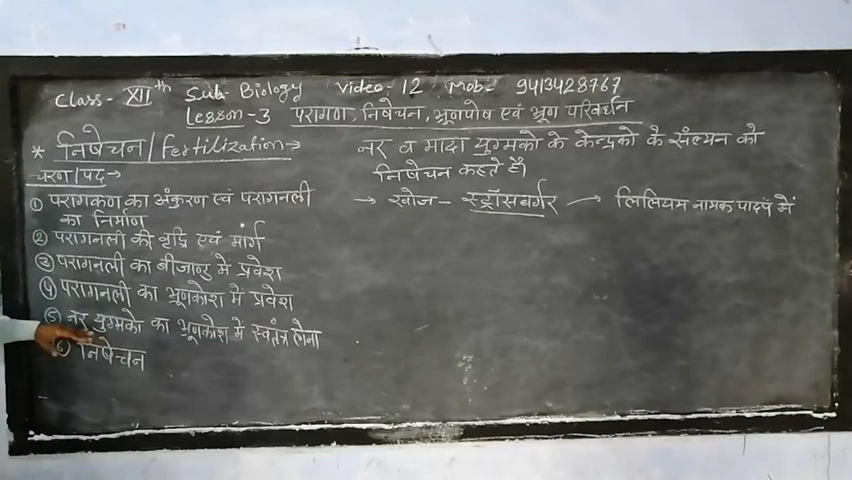 Class- XIIth Sub- Biology Video- 12 Mob- 9413428767
Lesson-3 परागण, निषेचन, भ्रूणपोष एवं भ्रूण परिवर्धन
* निषेचन/fertilization→ नर व मादा युग्मको के केन्द्रको के संलयन को
निषेचन कहते है।
चरण/पद→
① परागकण का अंकुरण एवं परागनली
का निर्माण
→ खोज - स्ट्रॉसबर्गर → लिलियम नामक पादप में
② परागनली की वृद्धि एवं मार्ग
③ परागनली का बीजाण्ड में प्रवेश
④ परागनली का भ्रूणकोश में प्रवेश
⑤ नर युग्मको का भ्रूणकोश में स्वंतत्र होना
⑥ निषेचन